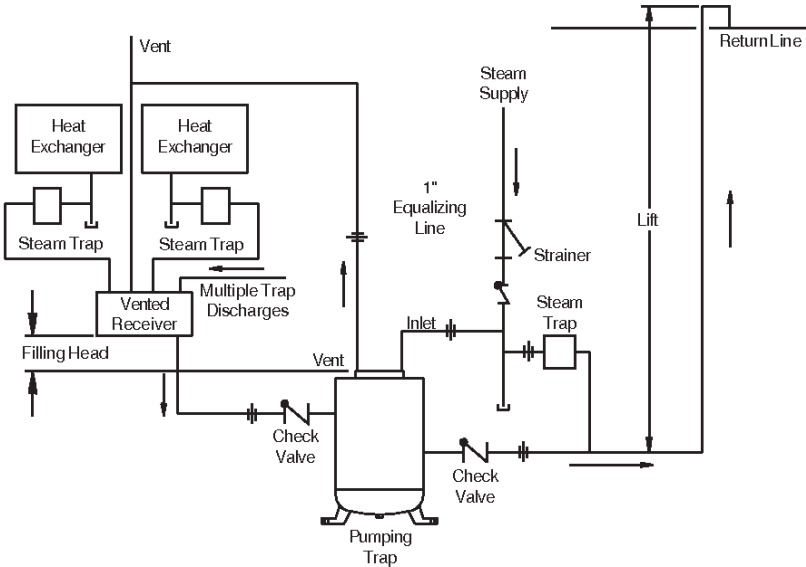 Vent
Return Line
Steam
Supply
Heat
Exchanger
Heat
Exchanger
1"
Equalizing
Line
Lift
Steam Trap
Steam Trap
Strainer
Multiple Trap
Discharges
Vented
Receiver
Steam
Trap
Inlet
Filling Head
Vent
Check
Valve
Check
Valve
Pumping
Trap